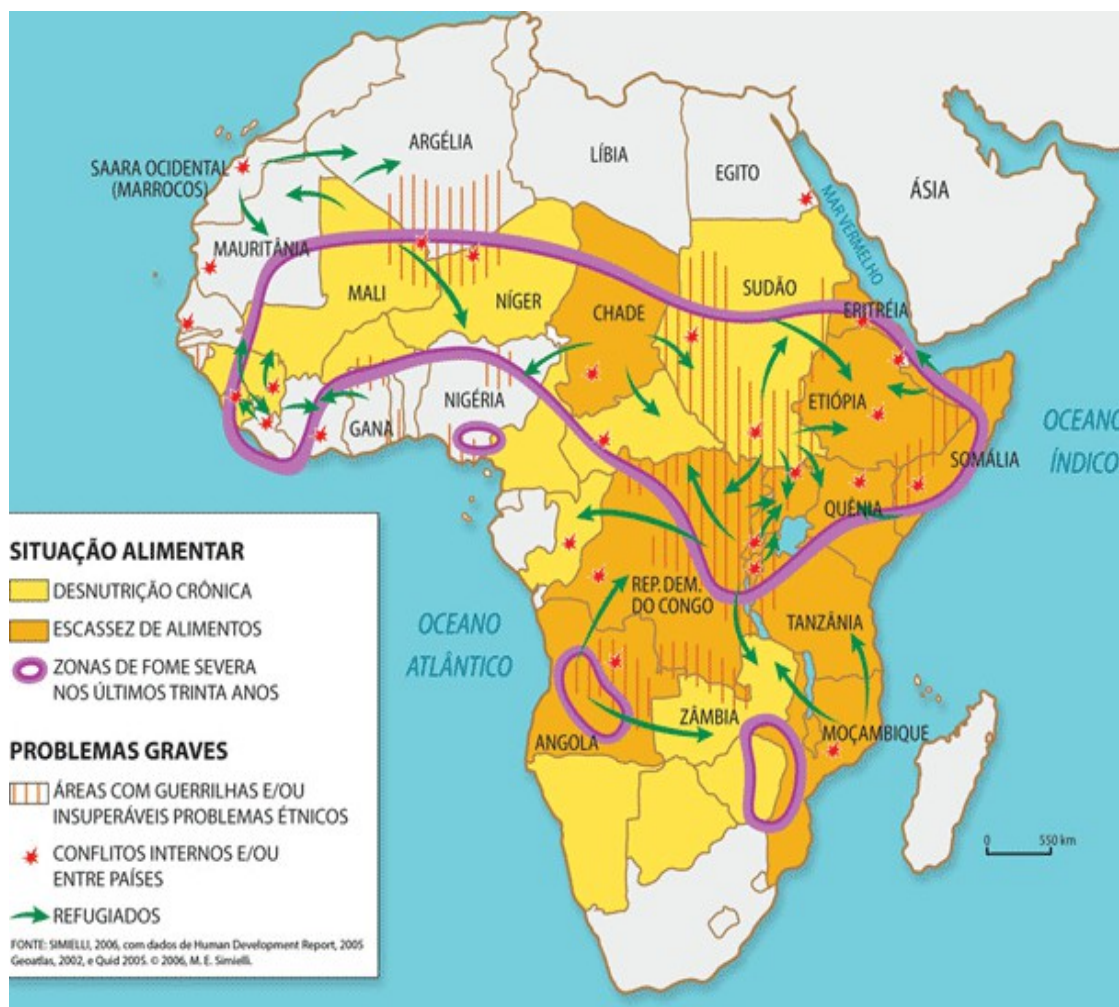 ARGÉLIA
LÍBIA
EGITO
SAARA OCIDENTAL
(MARROCOS)
ÁSIA
MAR VERMELHO
MAURITÂNIA
MALI
NÍGER
CHADE
SUDÃO
ERITRÉIA
NIGÉRIA
GANA
ETIÓPIA
SOMÁLIA
OCEANO
ÍNDICO
QUÊNIA
REP. DEM.
DO CONGO
TANZÂNIA
OCEANO
ATLÂNTICO
ANGOLA
ZÂMBIA
MOÇAMBIQUE
0 550 km
SITUAÇÃO ALIMENTAR
DESNUTRIÇÃO CRÔNICA
ESCASSEZ DE ALIMENTOS
ZONAS DE FOME SEVERA
NOS ÚLTIMOS TRINTA ANOS
PROBLEMAS GRAVES
ÁREAS COM GUERRILHAS E/OU
INSUPERÁVEIS PROBLEMAS ÉTNICOS
CONFLITOS INTERNOS E/OU
ENTRE PAÍSES
REFUGIADOS
FONTE: SIMIELLI, 2006, com dados de Human Development Report, 2005
Geoatlas, 2002, e Quid 2005. © 2006, M. E. Simielli.